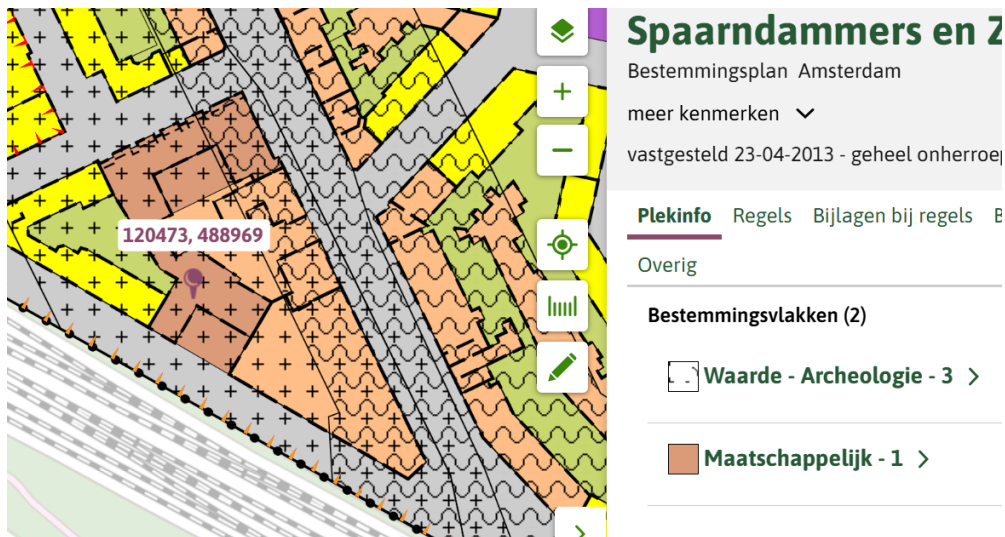 120473, 488969
Spaarndammers en
Bestemmingsplan Amsterdam
meer kenmerken
vastgesteld 23-04-2013 - geheel
Plekinfo Regels Bijlagen bij regels
Overig
Bestemmingsvlakken (2)
Waarde - Archeologie - 3
Maatschappelijk - 1